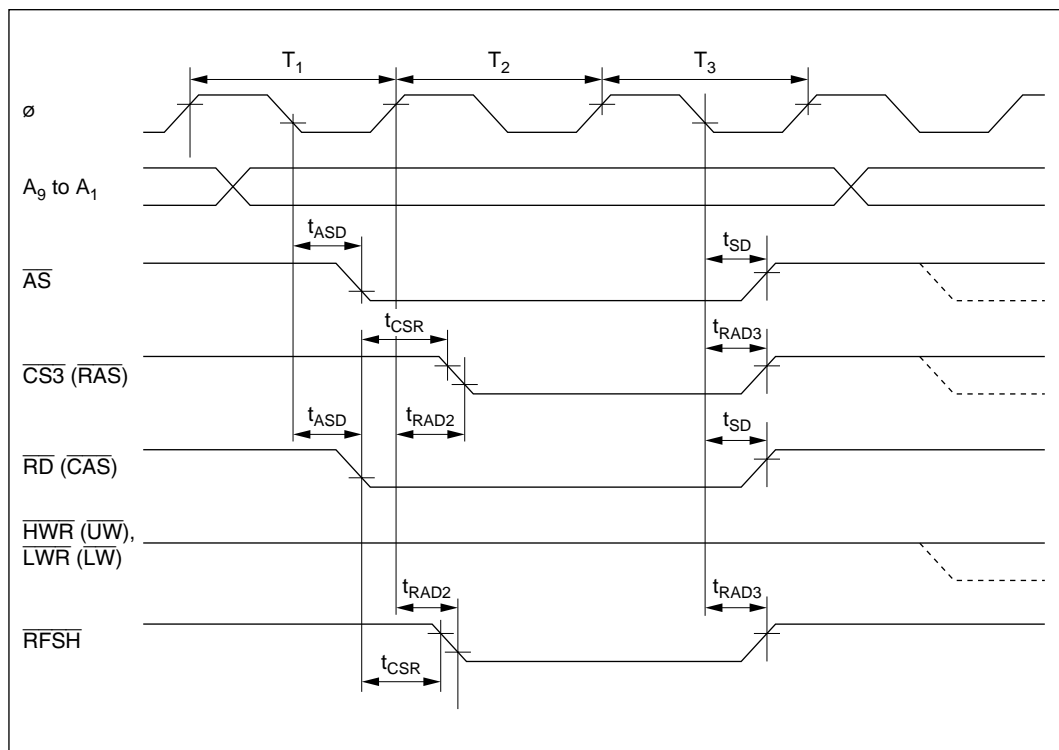 T1 T2 T3
ø
A9 to A1
tASD tSD
AS
tCSR tRAD3
CS3 (RAS)
tASD tRAD2 tSD
RD (CAS)
HWR (UW),
LWR (LW)
tRAD2 tRAD3
RFSH
tCSR